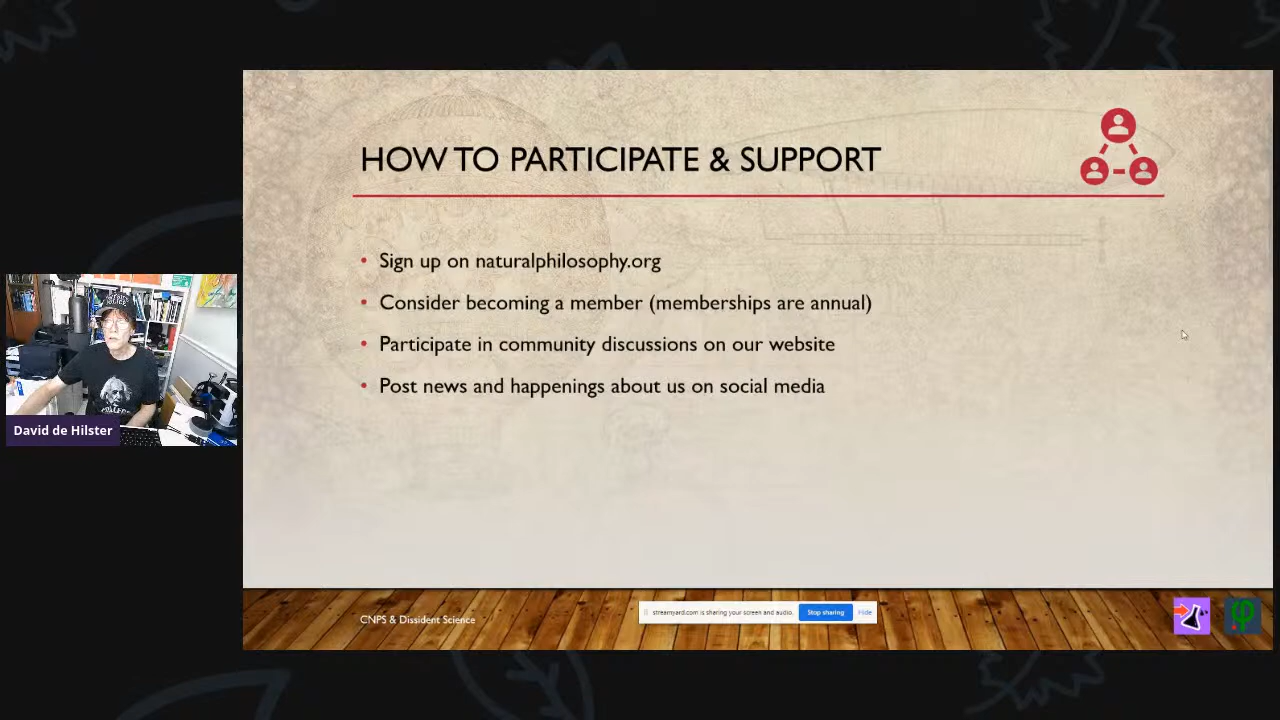 HOW TO PARTICIPATE & SUPPORT
• Sign up on naturalphilosophy.org
• Consider becoming a member (memberships are annual)
• Participate in community discussions on our website
• Post news and happenings about us on social media
David de Hilster
CNPS & Dissident Science
streamyard.com is sharing your screen and audio.
Stop sharing
Hide